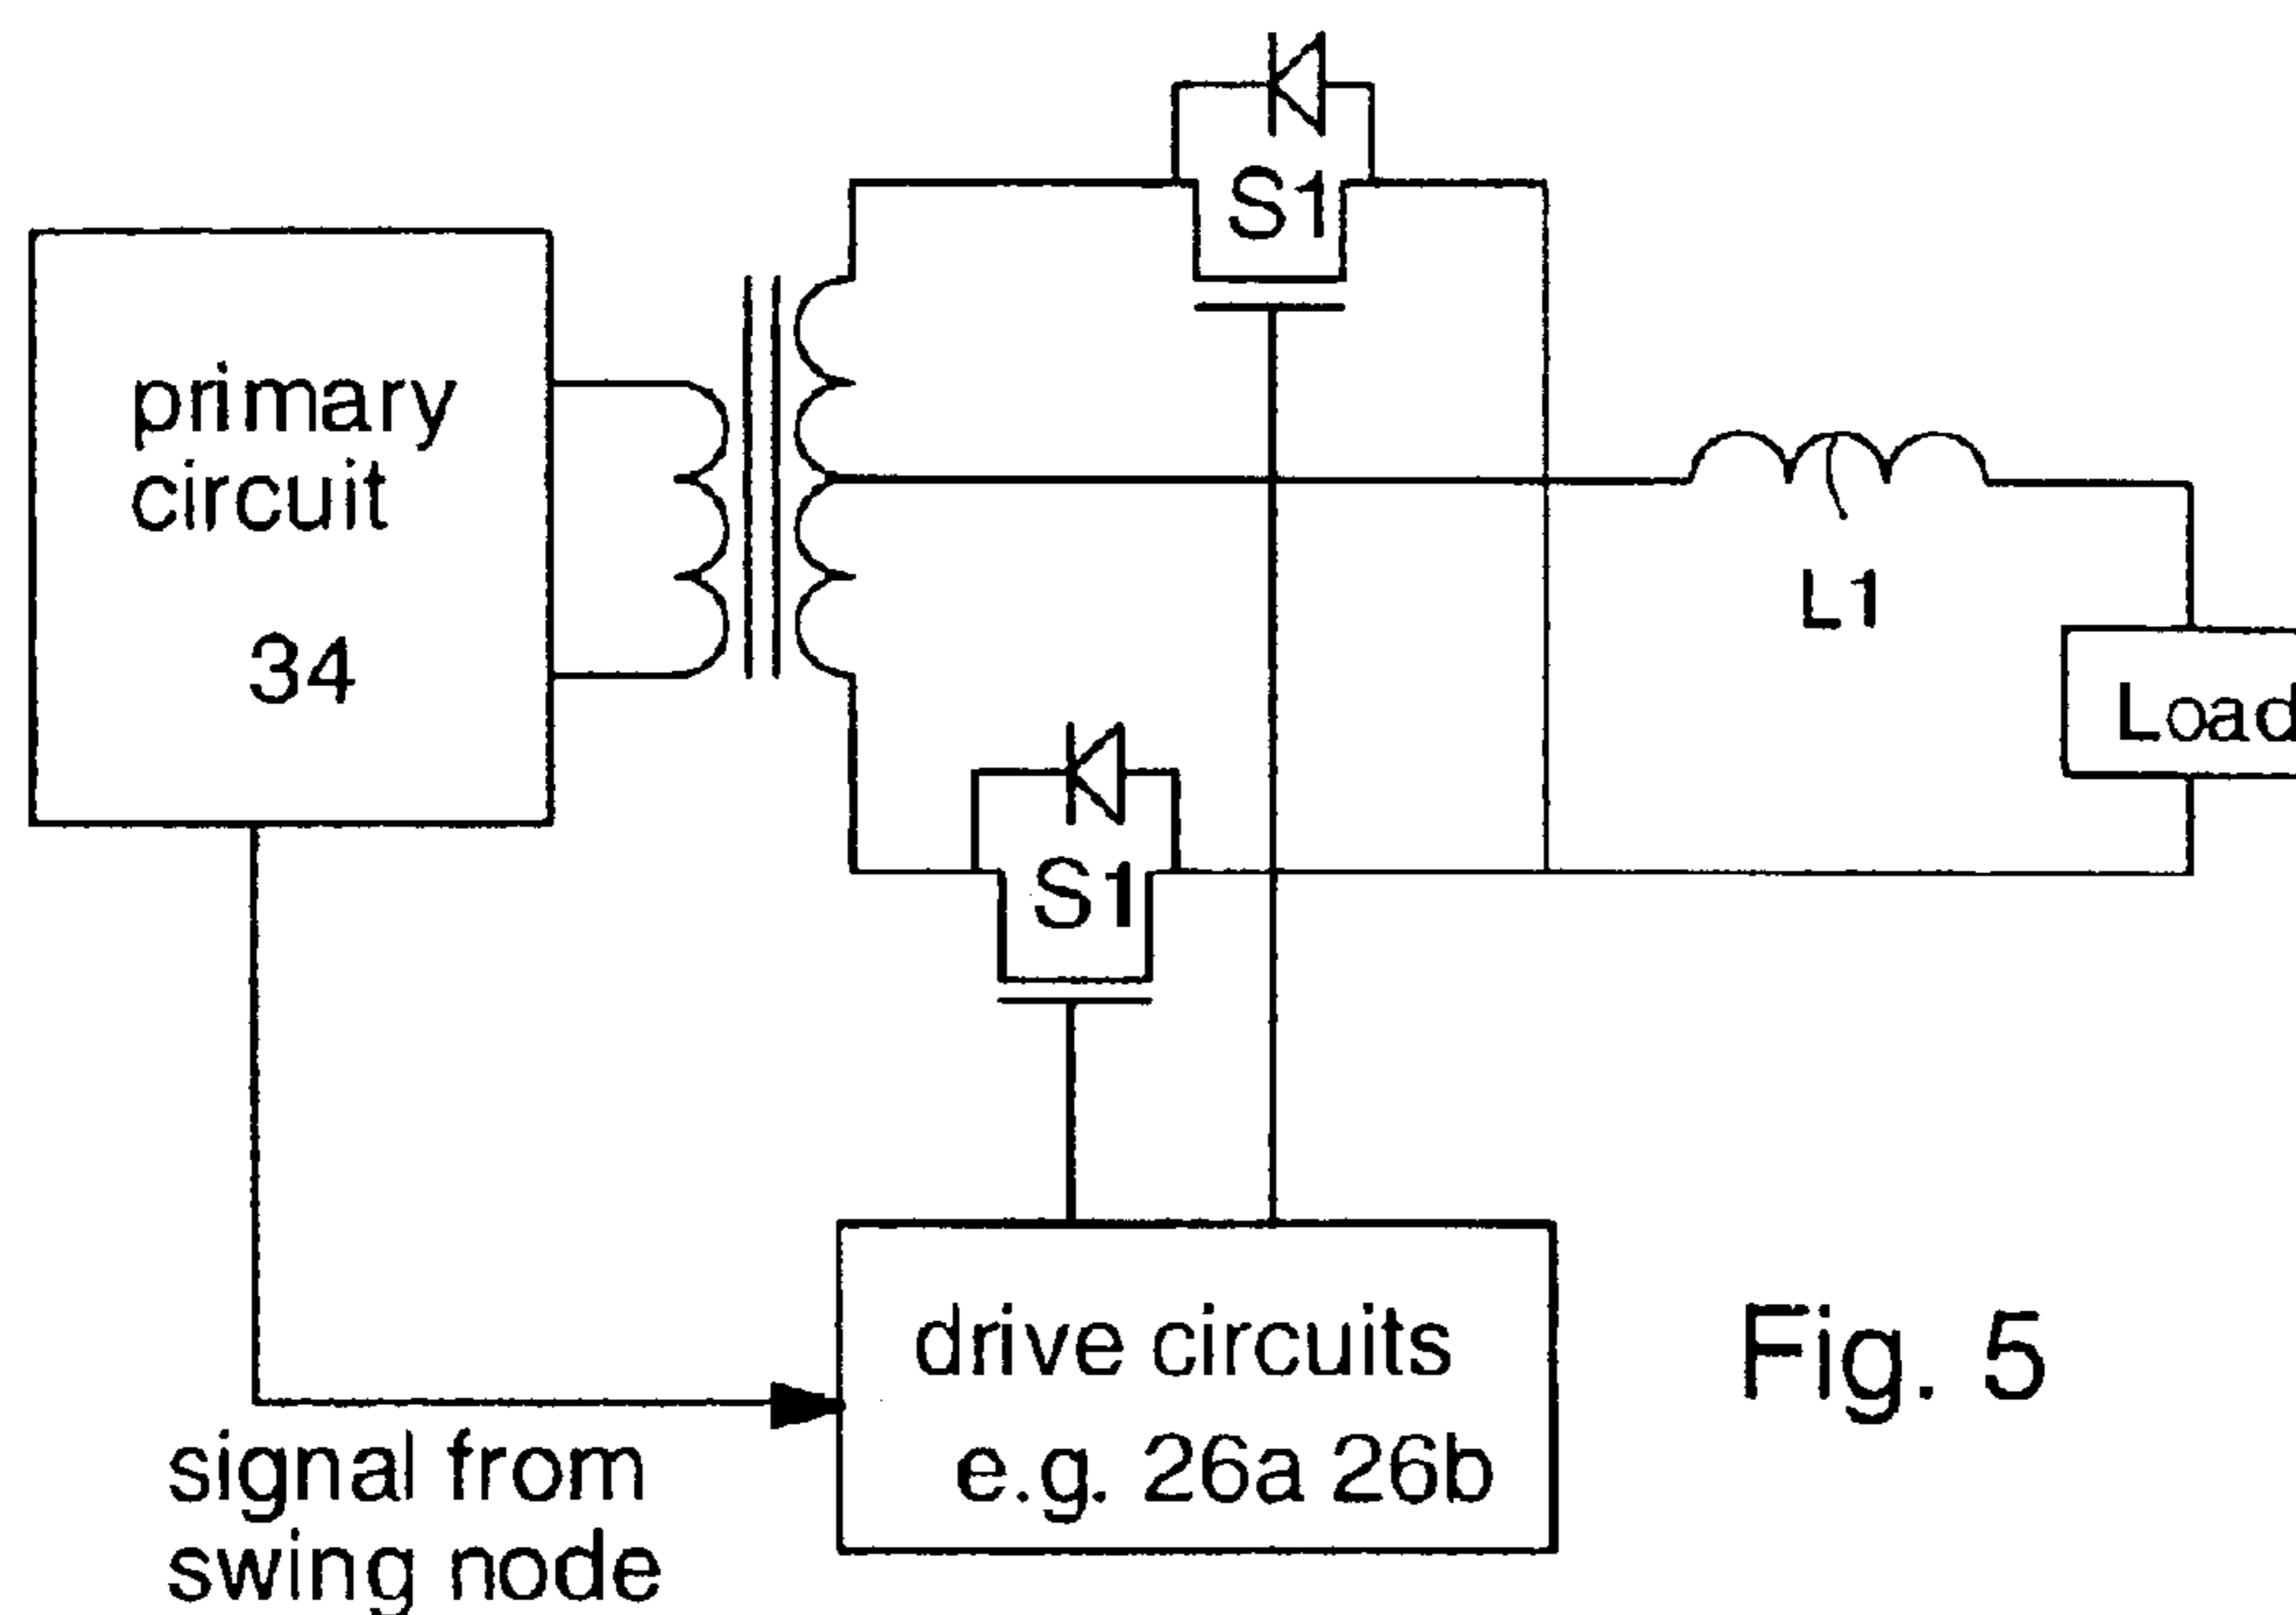 S1
primary
circuit
34
L1
Load
S1
drive circuits
e.g. 26a 26b
Fig. 5
signal from
swing node